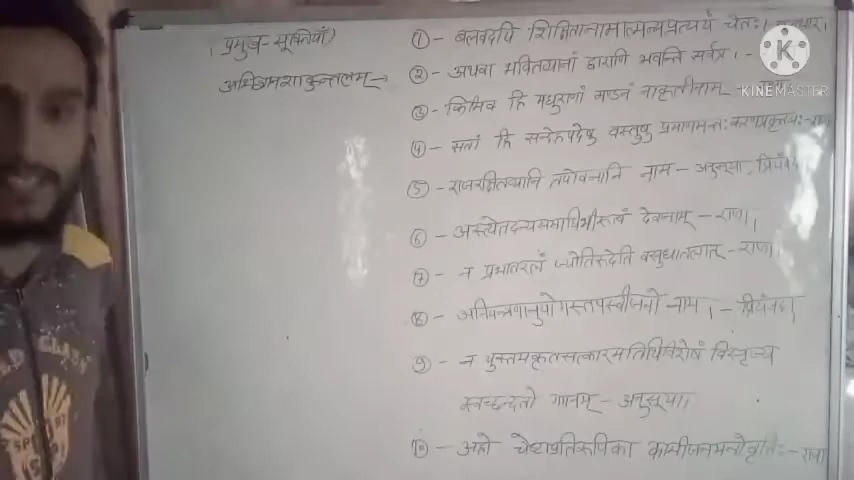 प्रमुख-सूक्तियाँ
अभिज्ञानशाकुन्तलम् →
① - बलवदपि शिक्षितानामात्मन्यप्रत्ययं चेतः।
② - अथवा भवितव्यानां द्वाराणि भवन्ति सर्वत्र। -
③ - किमिव हि मधुराणां मण्डनं नाकृतीनाम् -
④ - सतां हि सन्देहपदेषु वस्तुषु प्रमाणमन्तःकरणप्रवृत्तयः - राजा
⑤ - राजरक्षितव्यानि तपोवनानि नाम - अनुसूया, प्रियंवदा
⑥ - अस्त्येतदन्यसमाधिभीरुत्वं देवानाम् - राजा।
⑦ - न प्रभातरलं ज्योतिरुदेति वसुधातलात् - राजा।
⑧ - अनियन्त्रणानुयोगस्तपस्वीजनो नाम। - प्रियंवदा
⑨ - न युक्तमकृतसत्कारमतिथिविशेषं विसृज्य
स्वच्छन्दतो गमनम् - अनुसूया।
⑩ - अहो चेष्टाप्रतिरूपिका कामीजनमनोवृत्तिः - राजा
KINEMASTER